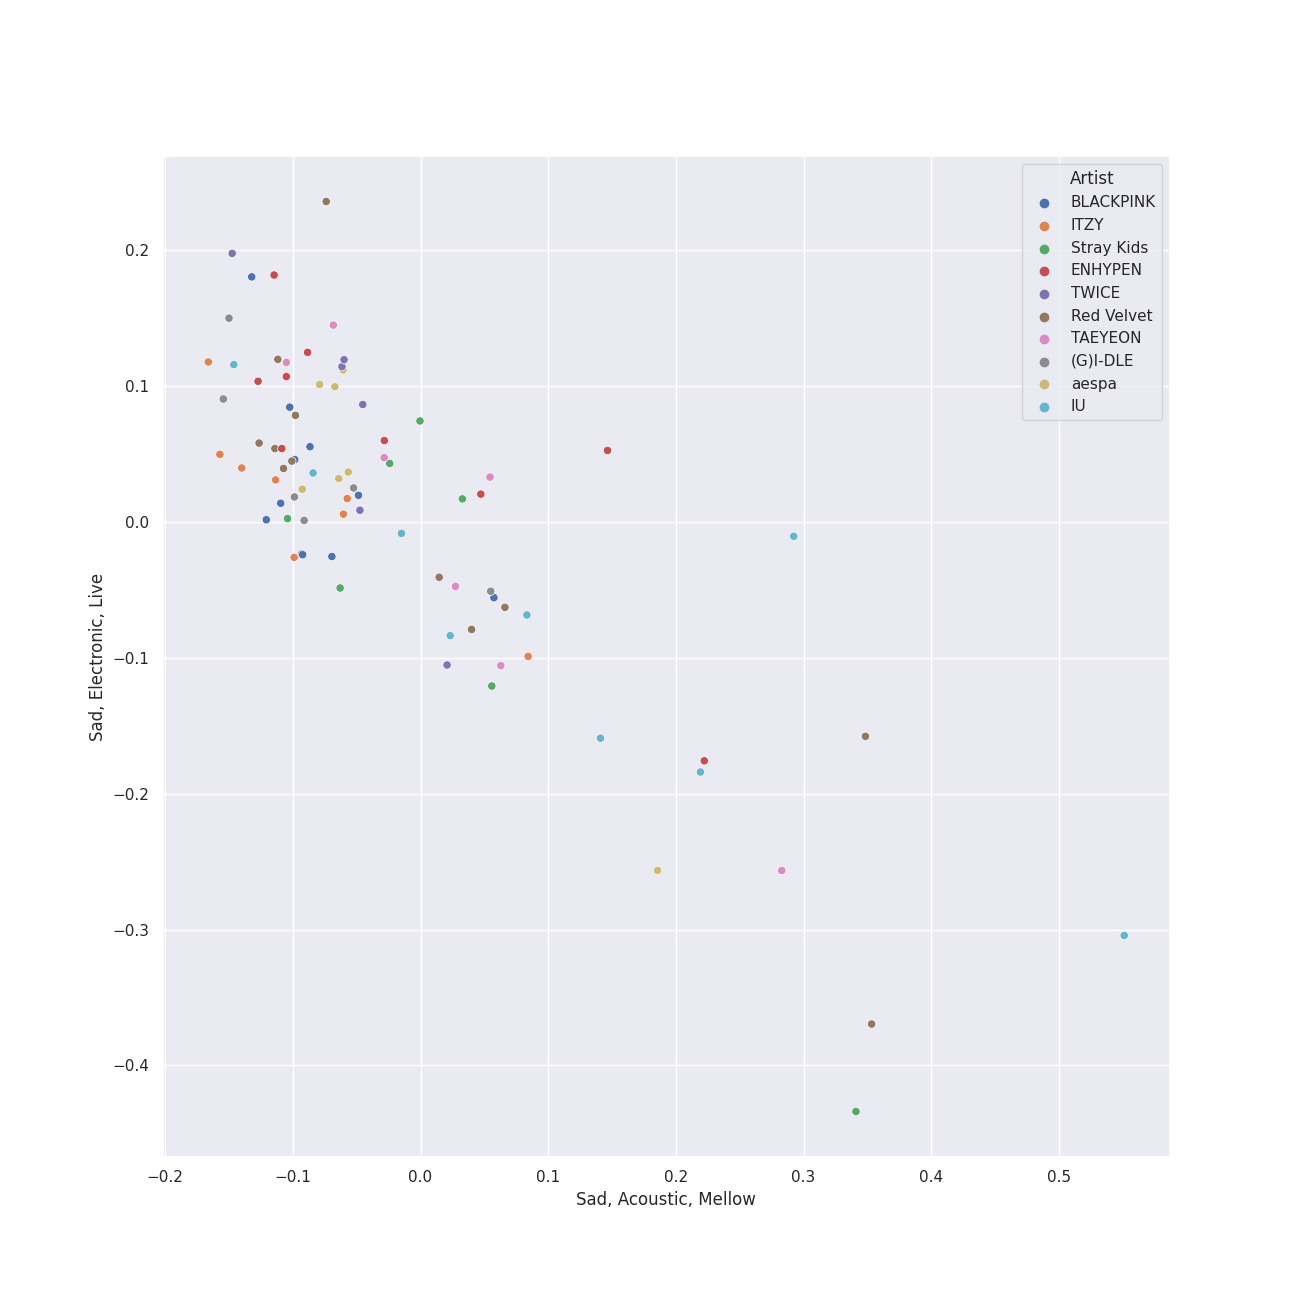 Artist
BLACKPINK
ITZY
Stray Kids
ENHYPEN
TWICE
Red Velvet
TAEYEON
(G)I-DLE
aespa
IU
0.2
0.1
0.0
−0.1
−0.2
−0.3
−0.4
Sad, Electronic, Live
−0.2 −0.1 0.0 0.1 0.2 0.3 0.4 0.5
Sad, Acoustic, Mellow